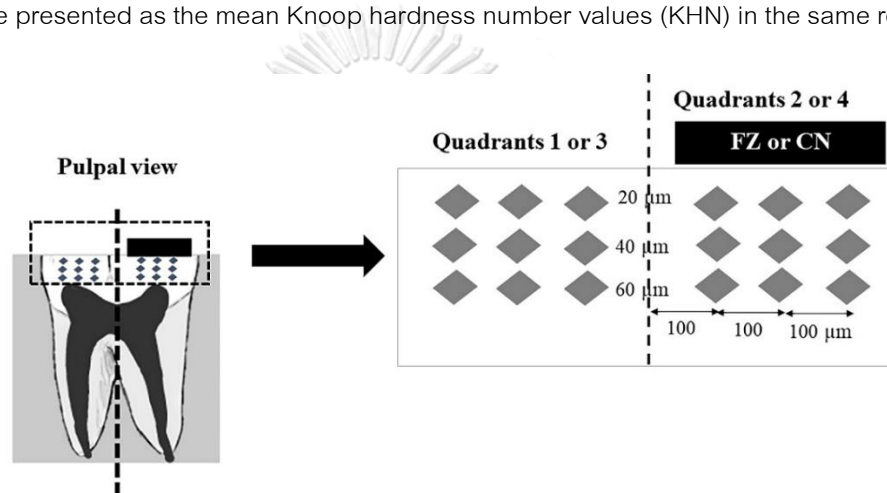 e presented as the mean Knoop hardness number values (KHN) in the same r
Quadrants 2 or 4
Quadrants 1 or 3
FZ or CN
Pulpal view
20 µm
40 µm
60 µm
100
100
100 µm